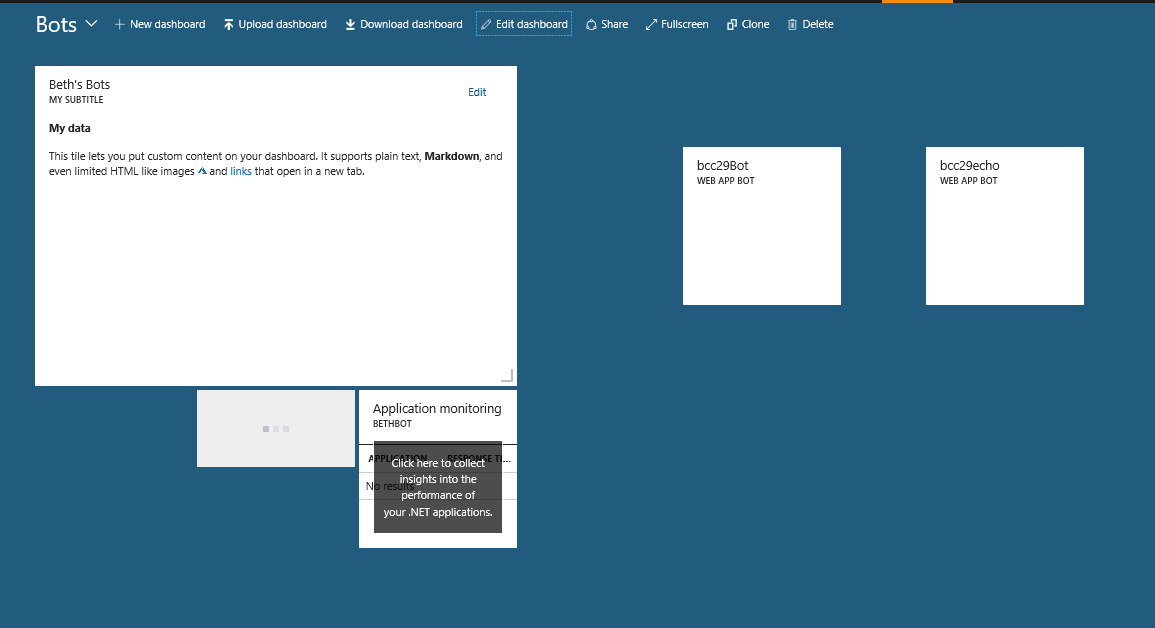 Bots
New dashboard
Upload dashboard
Download dashboard
Edit dashboard
Share
Fullscreen
Clone
Delete
Beth's Bots
MY SUBTITLE
Edit
My data
This tile lets you put custom content on your dashboard. It supports plain text, Markdown, and
even limited HTML like images and links that open in a new tab.
bcc29Bot
WEB APP BOT
bcc29echo
WEB APP BOT
Application monitoring
BETHBOT
APPLICATION
RESPONSE TI...
No results
Click here to collect
insights into the
performance of
your .NET applications.